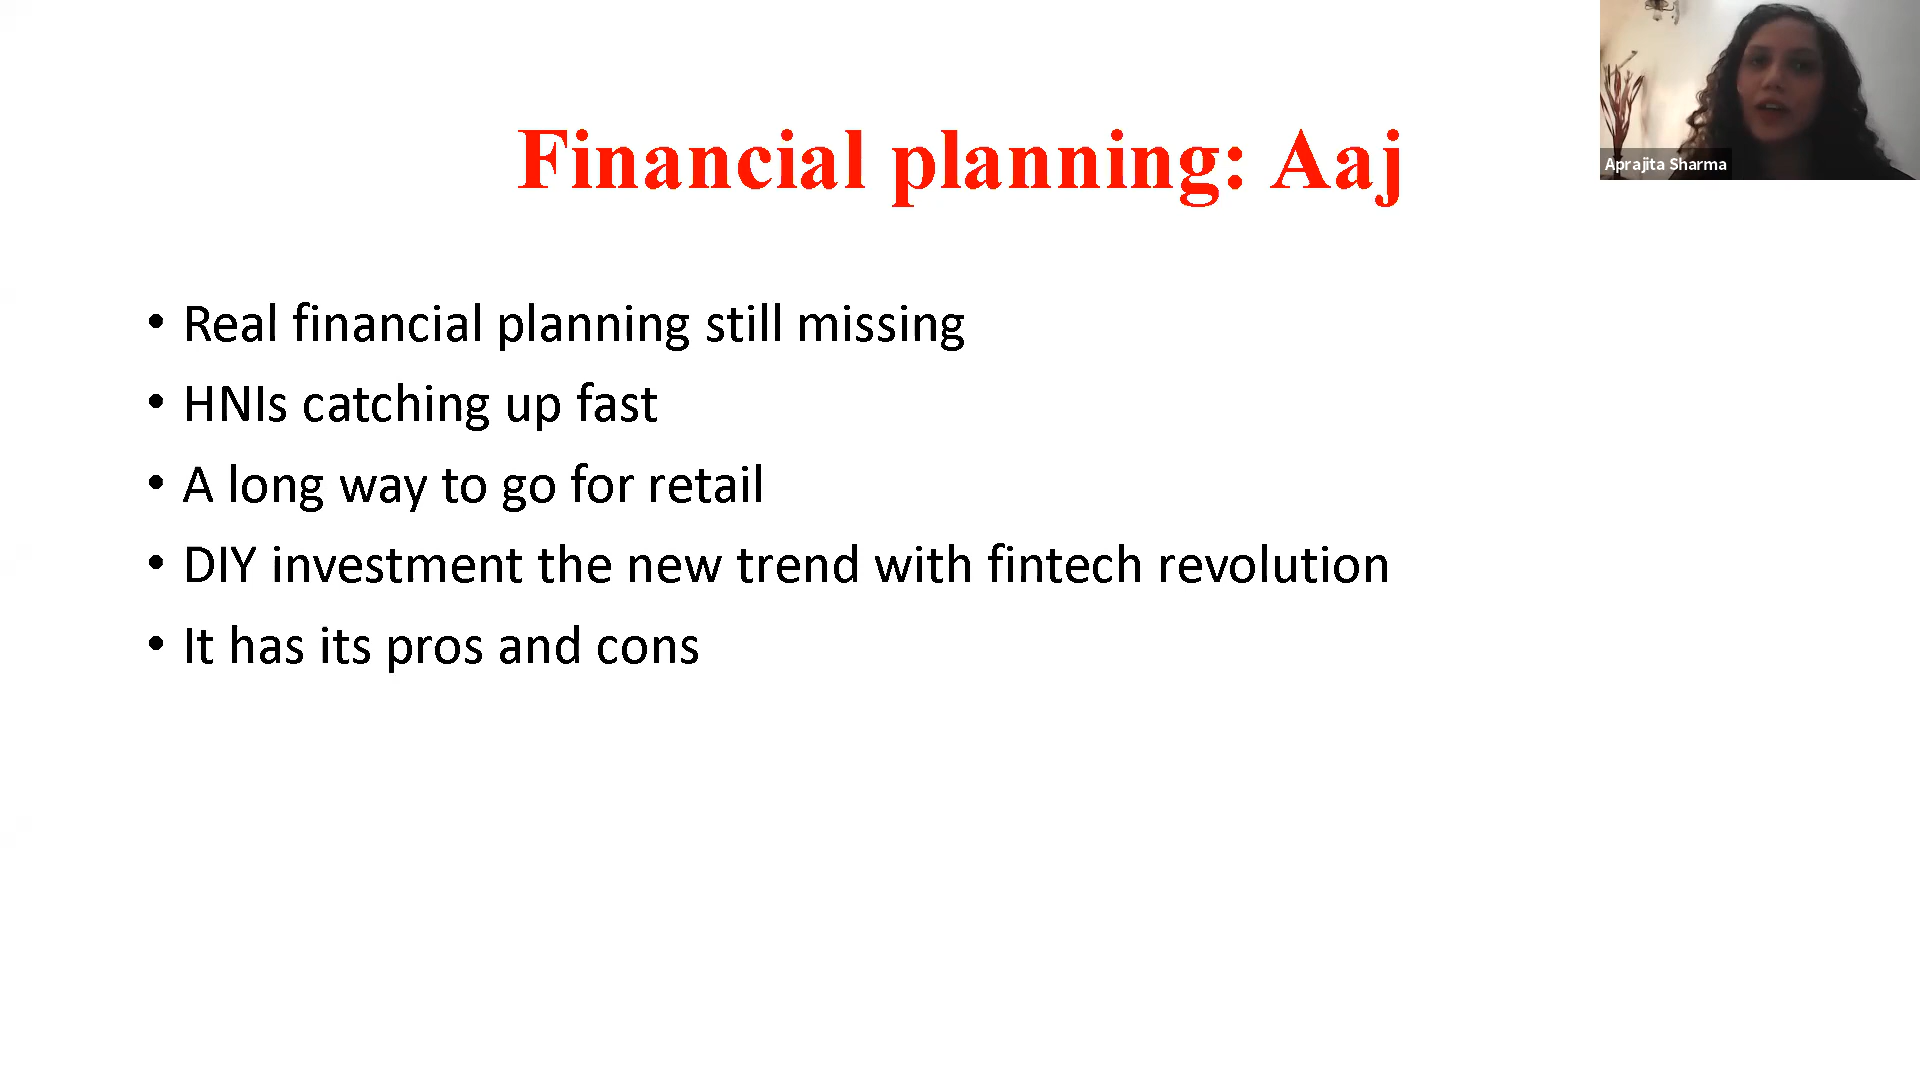 Financial planning: Aaj
Aprajita Sharma
• Real financial planning still missing
• HNIs catching up fast
• A long way to go for retail
• DIY investment the new trend with fintech revolution
• It has its pros and cons